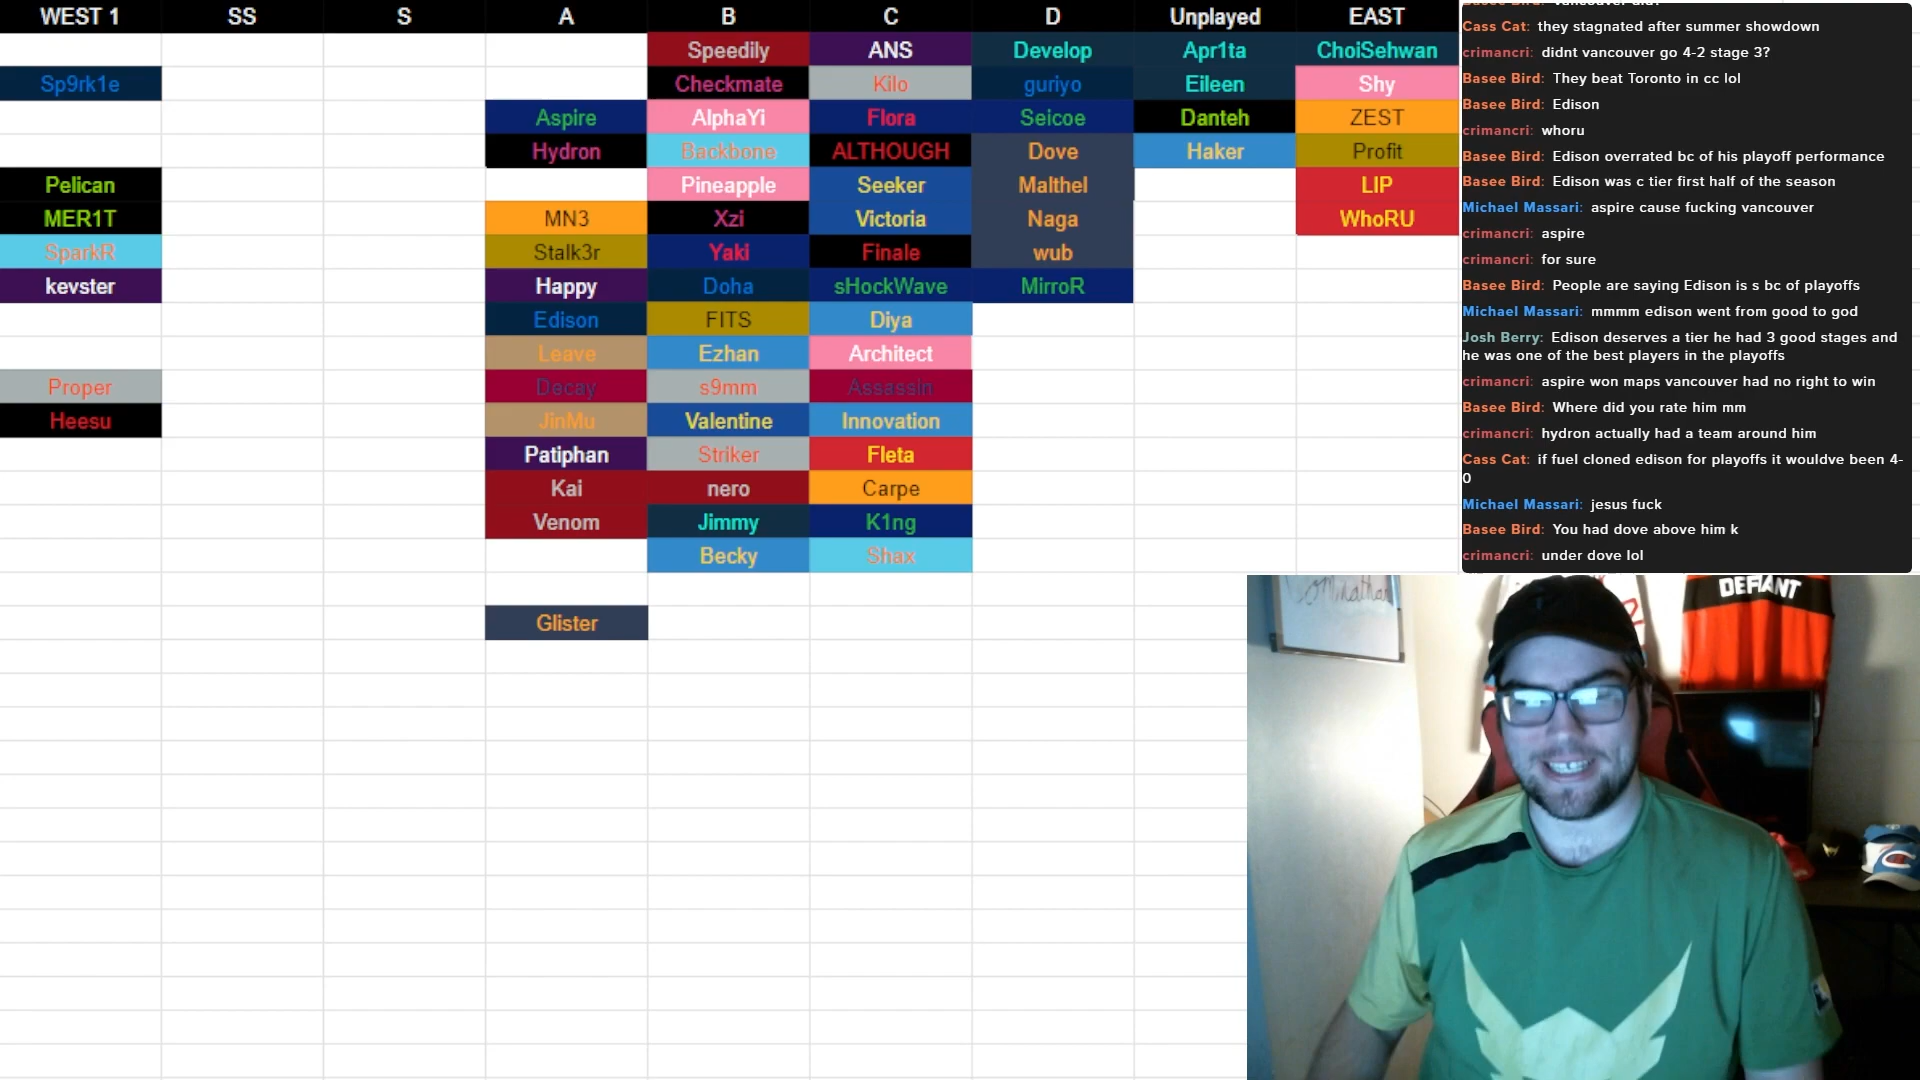 WEST 1 SS S A B C D Unplayed EAST
Speedily ANS Develop Apr1ta ChoiSehwan
Sp9rk1e Checkmate Kilo guriyo Eileen Shy
Aspire AlphaYi Flora Seicoe Danteh ZEST
Hydron Backbone ALTHOUGH Dove Haker Profit
Pelican Pineapple Seeker Malthel LIP
MER1T MN3 Xzi Victoria Naga WhoRU
SparkR Stalk3r Yaki Finale wub
kevster Happy Doha sHockWave MirroR
Edison FITS Diya
Leave Ezhan Architect
Proper Decay s9mm Assassin
Heesu JinMu Valentine Innovation
Patiphan Striker Fleta
Kai nero Carpe
Venom Jimmy K1ng
Becky Shax
Glister
Cass Cat: they stagnated after summer showdown
crimancri: didnt vancouver go 4-2 stage 3?
Basee Bird: They beat Toronto in cc lol
Basee Bird: Edison
crimancri: whoru
Basee Bird: Edison overrated bc of his playoff performance
Basee Bird: Edison was c tier first half of the season
Michael Massari: aspire cause fucking vancouver
crimancri: aspire
crimancri: for sure
Basee Bird: People are saying Edison is s bc of playoffs
Michael Massari: mmmm edison went from good to god
Josh Berry: Edison deserves a tier he had 3 good stages and
he was one of the best players in the playoffs
crimancri: aspire won maps vancouver had no right to win
Basee Bird: Where did you rate him mm
crimancri: hydron actually had a team around him
Cass Cat: if fuel cloned edison for playoffs it wouldve been 4-
0
Michael Massari: jesus fuck
Basee Bird: You had dove above him k
crimancri: under dove lol
DEFIANT